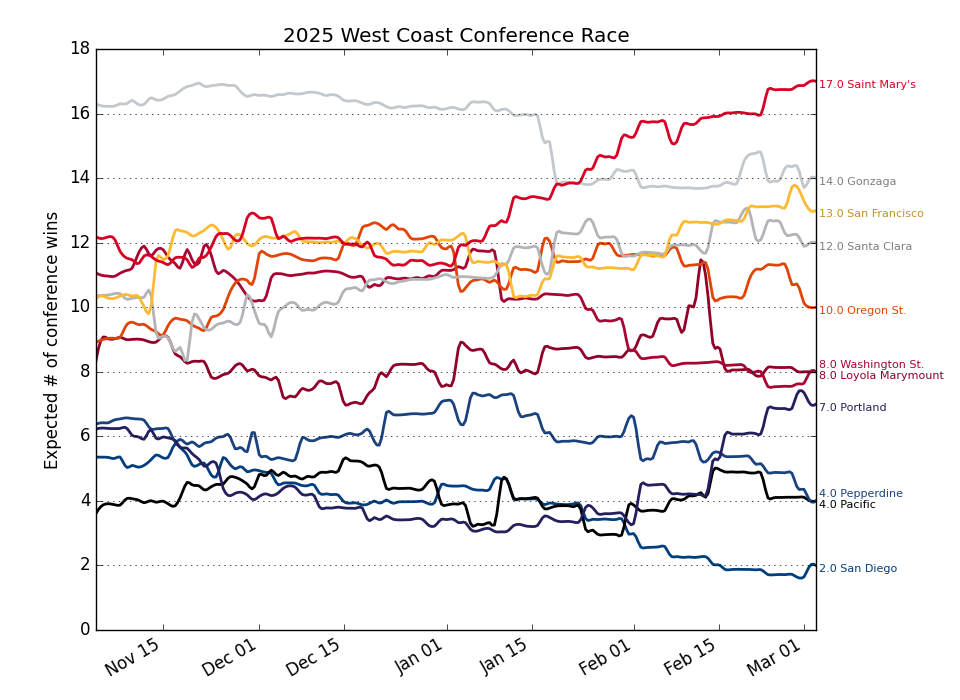 2025 West Coast Conference Race
Expected # of conference wins
18
16
14
12
10
8
6
4
2
0
Nov 15
Dec 01
Dec 15
Jan 01
Jan 15
Feb 01
Feb 15
Mar 01
17.0 Saint Mary's
14.0 Gonzaga
13.0 San Francisco
12.0 Santa Clara
10.0 Oregon St.
8.0 Washington St.
8.0 Loyola Marymount
7.0 Portland
4.0 Pepperdine
4.0 Pacific
2.0 San Diego